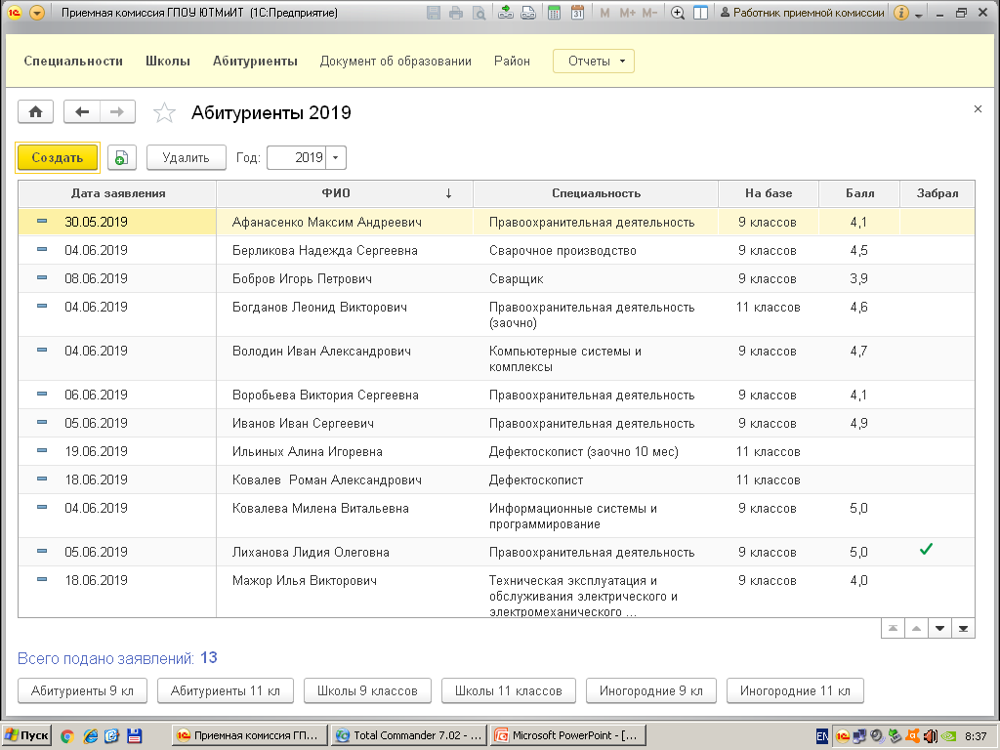 Приемная комиссия ГПОУ ЮТМиИТ (1С:Предприятие)
M M+ M- Работник приемной комиссии
Специальности Школы Абитуриенты Документ об образовании Район Отчеты
Абитуриенты 2019
Создать Удалить Год: 2019
Дата заявления ФИО Специальность На базе Балл Забрал
30.05.2019 Афанасенко Максим Андреевич Правоохранительная деятельность 9 классов 4,1
04.06.2019 Берликова Надежда Сергеевна Сварочное производство 9 классов 4,5
08.06.2019 Бобров Игорь Петрович Сварщик 9 классов 3,9
04.06.2019 Богданов Леонид Викторович Правоохранительная деятельность 11 классов 4,6
(заочно)
04.06.2019 Володин Иван Александрович Компьютерные системы и 9 классов 4,7
комплексы
06.06.2019 Воробьева Виктория Сергеевна Правоохранительная деятельность 9 классов 4,1
05.06.2019 Иванов Иван Сергеевич Правоохранительная деятельность 9 классов 4,9
19.06.2019 Ильиных Алина Игоревна Дефектоскопист (заочно 10 мес) 11 классов
18.06.2019 Ковалев Роман Александрович Дефектоскопист 11 классов
04.06.2019 Ковалева Милена Витальевна Информационные системы и 9 классов 5,0
программирование
05.06.2019 Лиханова Лидия Олеговна Правоохранительная деятельность 9 классов 5,0
18.06.2019 Мажор Илья Викторович Техническая эксплуатация и 9 классов 4,0
обслуживания электрического и
электромеханического ...
Всего подано заявлений: 13
Абитуриенты 9 кл Абитуриенты 11 кл Школы 9 классов Школы 11 классов Иногородние 9 кл Иногородние 11 кл
Пуск Приемная комиссия ГП... Total Commander 7.02 - ... Microsoft PowerPoint - [... EN 8:37